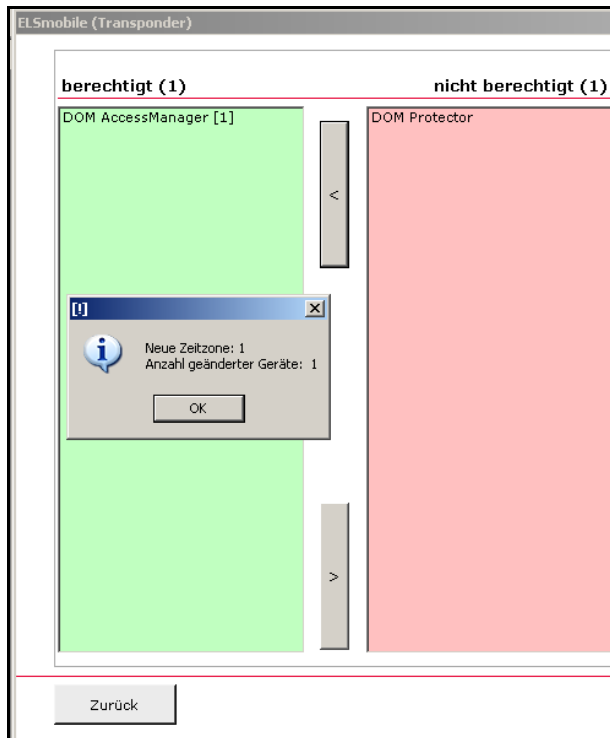 ELSmobile (Transponder)
berechtigt (1)
nicht berechtigt (1)
DOM AccessManager [1]
DOM Protector
<
[!]
Neue Zeitzone: 1
Anzahl geänderter Geräte: 1
OK
>
Zurück